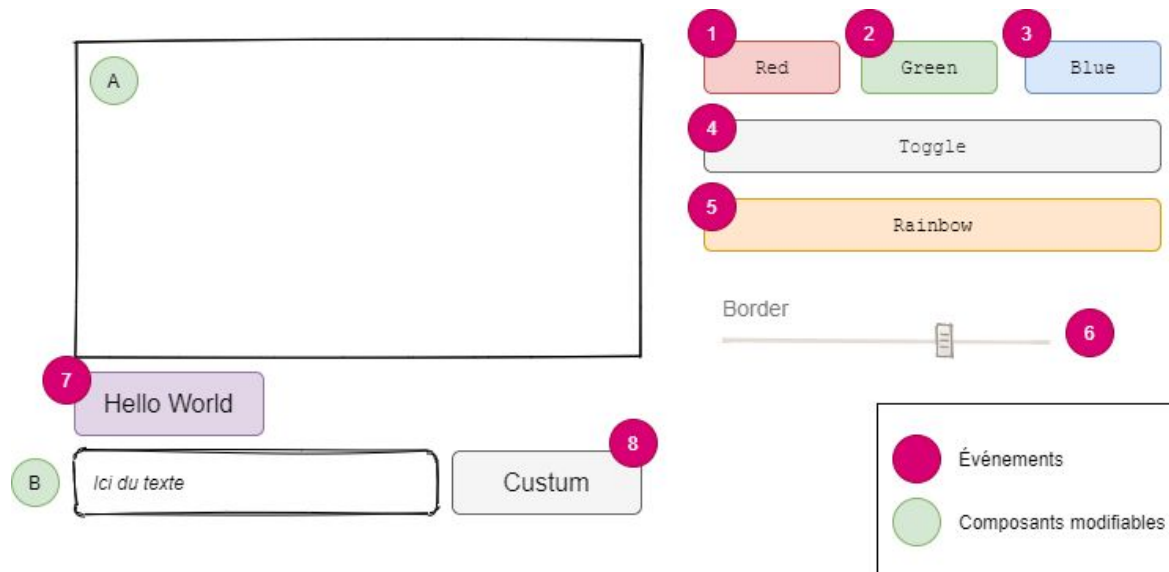 1
2
3
A
Red
Green
Blue
4
Toggle
5
Rainbow
Border
6
7
Hello World
8
B
Ici du texte
Custum
Événements
Composants modifiables